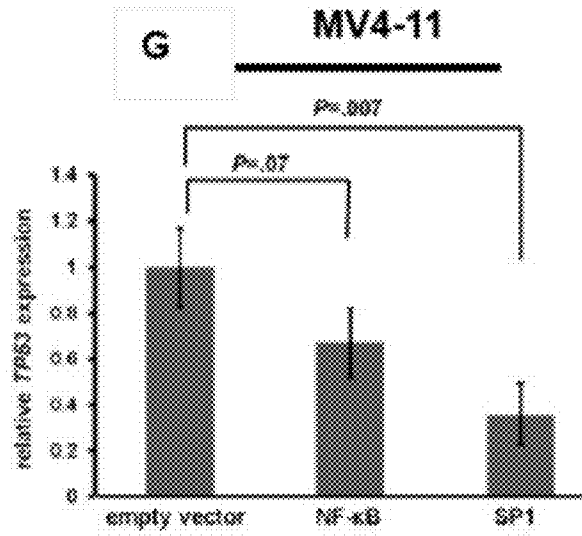 G
MV4-11
P=.007
P=.07
1.4
1.2
1
0.8
0.6
0.4
0.2
0
relative TP53 expression
empty vector
NF-κB
SP1